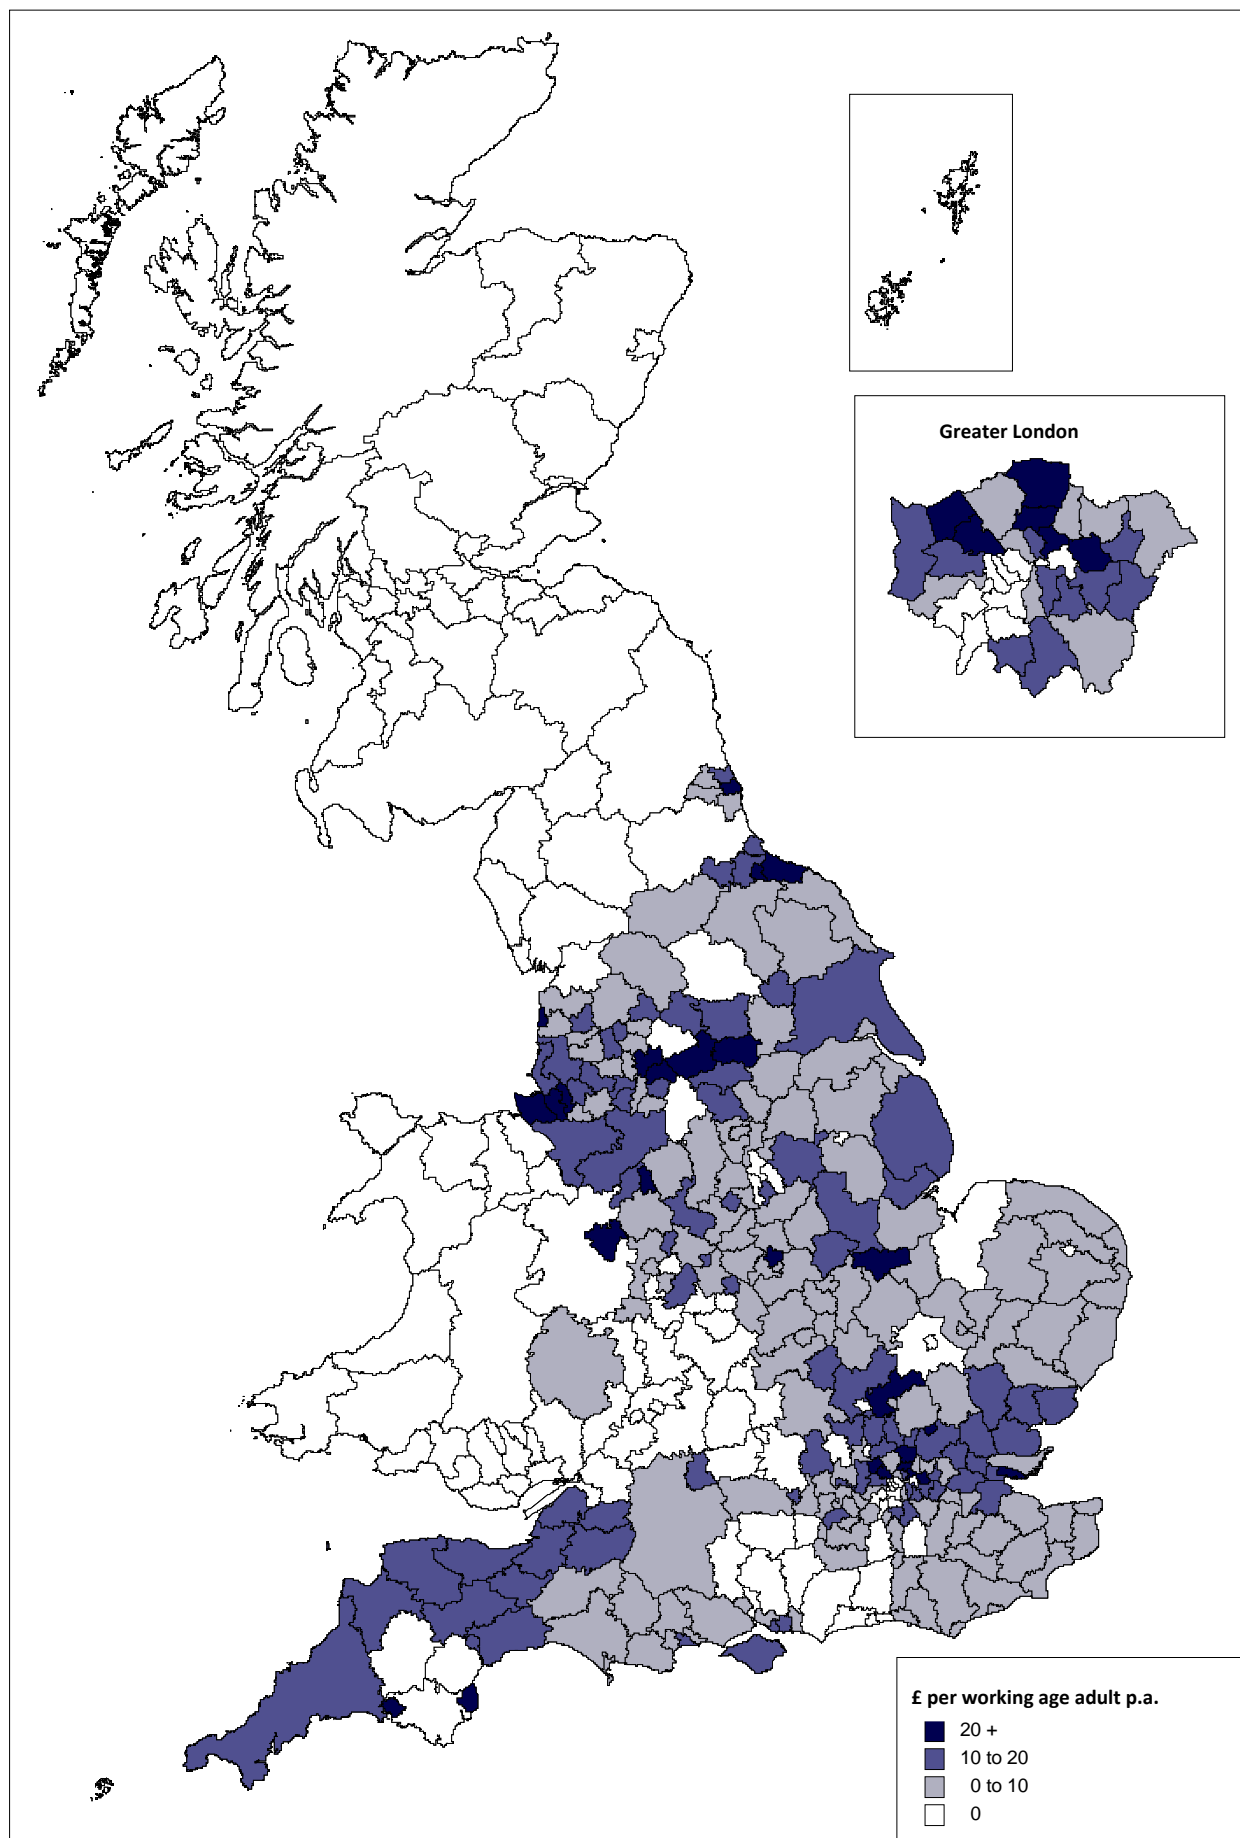 Greater London
£ per working age adult p.a.
20 +
10 to 20
0 to 10
0